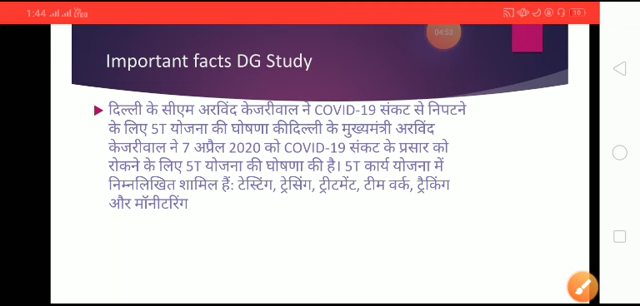 1:44
04:53
Important facts DG Study
दिल्ली के सीएम अरविंद केजरीवाल ने COVID-19 संकट से निपटने
के लिए 5T योजना की घोषणा कीदिल्ली के मुख्यमंत्री अरविंद
केजरीवाल ने 7 अप्रैल 2020 को COVID-19 संकट के प्रसार को
रोकने के लिए 5T योजना की घोषणा की है। 5T कार्य योजना में
निम्नलिखित शामिल हैं: टेस्टिंग, ट्रेसिंग, ट्रीटमेंट, टीम वर्क, ट्रैकिंग
और मॉनीटरिंग